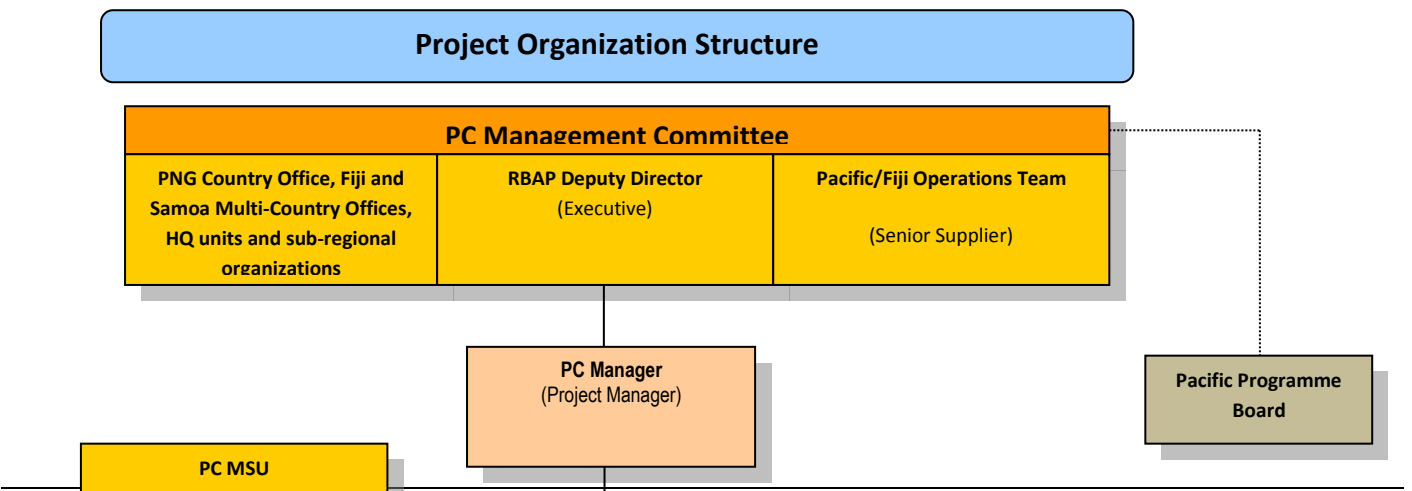 Project Organization Structure
PC Management Committee
PNG Country Office, Fiji and
Samoa Multi-Country Offices,
HQ units and sub-regional
organizations
RBAP Deputy Director
(Executive)
Pacific/Fiji Operations Team
(Senior Supplier)
PC Manager
(Project Manager)
Pacific Programme
Board
PC MSU